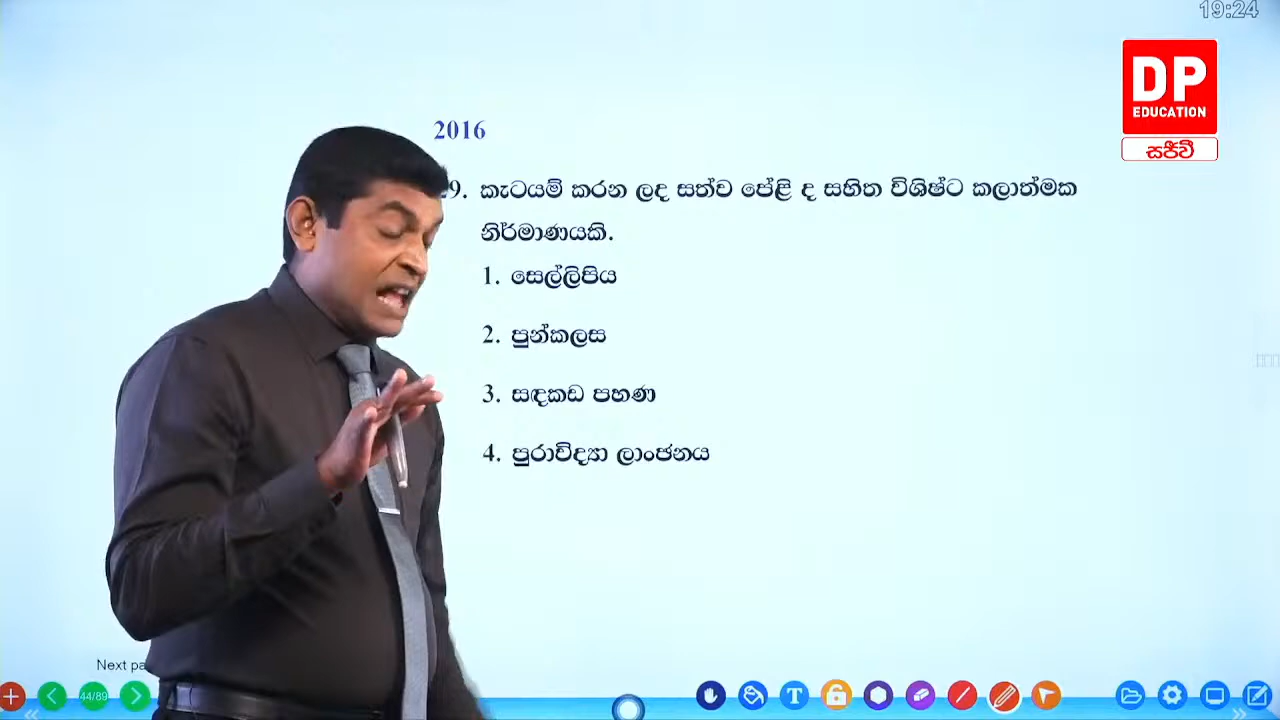 19:24
DP
EDUCATION
සජීවී
2016
9. කැටයම් කරන ලද සත්ව පේළි ද සහිත විශිෂ්ට කලාත්මක
නිර්මාණයකි.
1. සෙල්ලිපිය
2. පුන්කලස
3. සඳකඩ පහණ
4. පුරාවිද්‍යා ලාංඡනය
Next
44/89